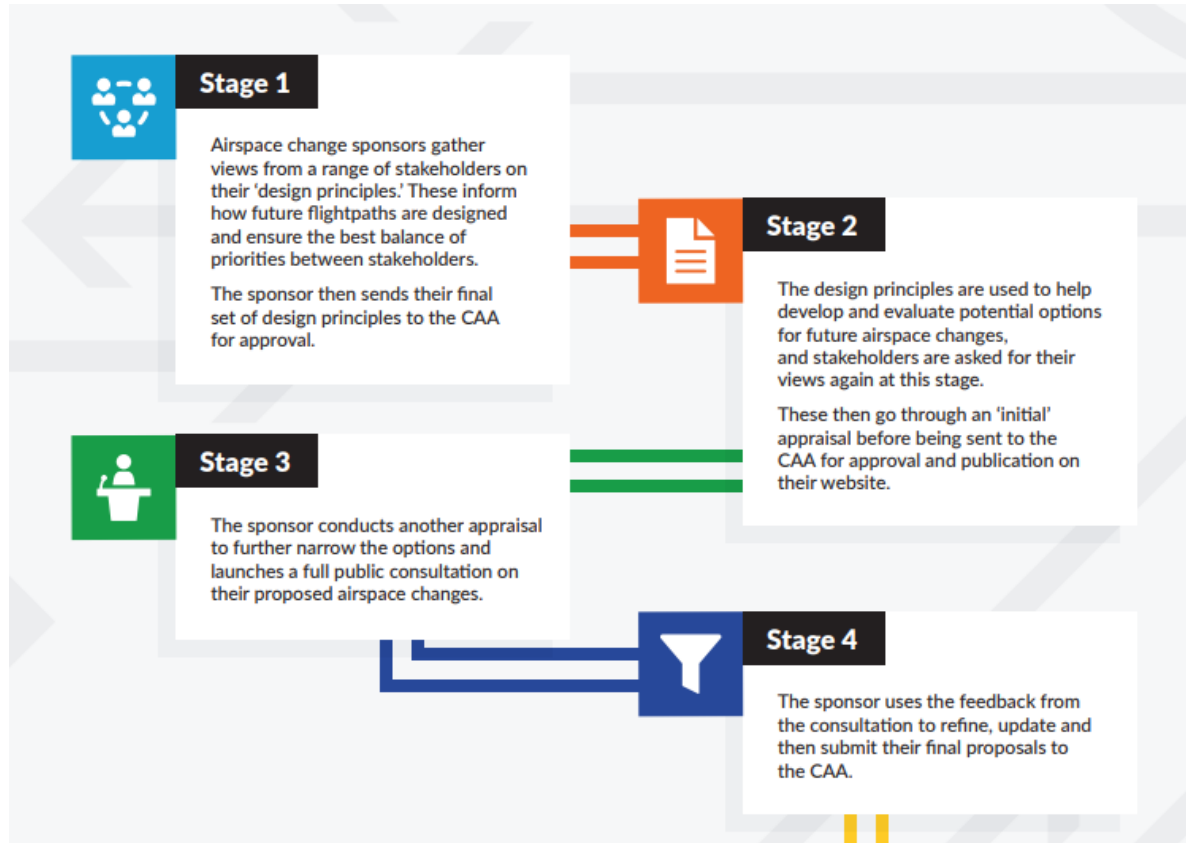 Stage 1
Airspace change sponsors gather
views from a range of stakeholders on
their ‘design principles.’ These inform
how future flightpaths are designed
and ensure the best balance of
priorities between stakeholders.
The sponsor then sends their final
set of design principles to the CAA
for approval.
Stage 2
The design principles are used to help
develop and evaluate potential options
for future airspace changes,
and stakeholders are asked for their
views again at this stage.
These then go through an ‘initial’
appraisal before being sent to the
CAA for approval and publication on
their website.
Stage 3
The sponsor conducts another appraisal
to further narrow the options and
launches a full public consultation on
their proposed airspace changes.
Stage 4
The sponsor uses the feedback from
the consultation to refine, update and
then submit their final proposals to
the CAA.